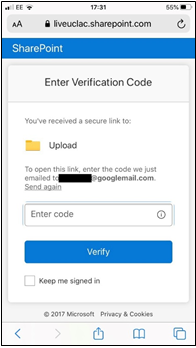 EE 17:31 55%
AA liveuclac.sharepoint.com
SharePoint
Enter Verification Code
You've received a secure link to:
Upload
To open this link, enter the code we just
emailed to @googlemail.com.
Send again
Enter code
Verify
Keep me signed in
© 2017 Microsoft Privacy & Cookies